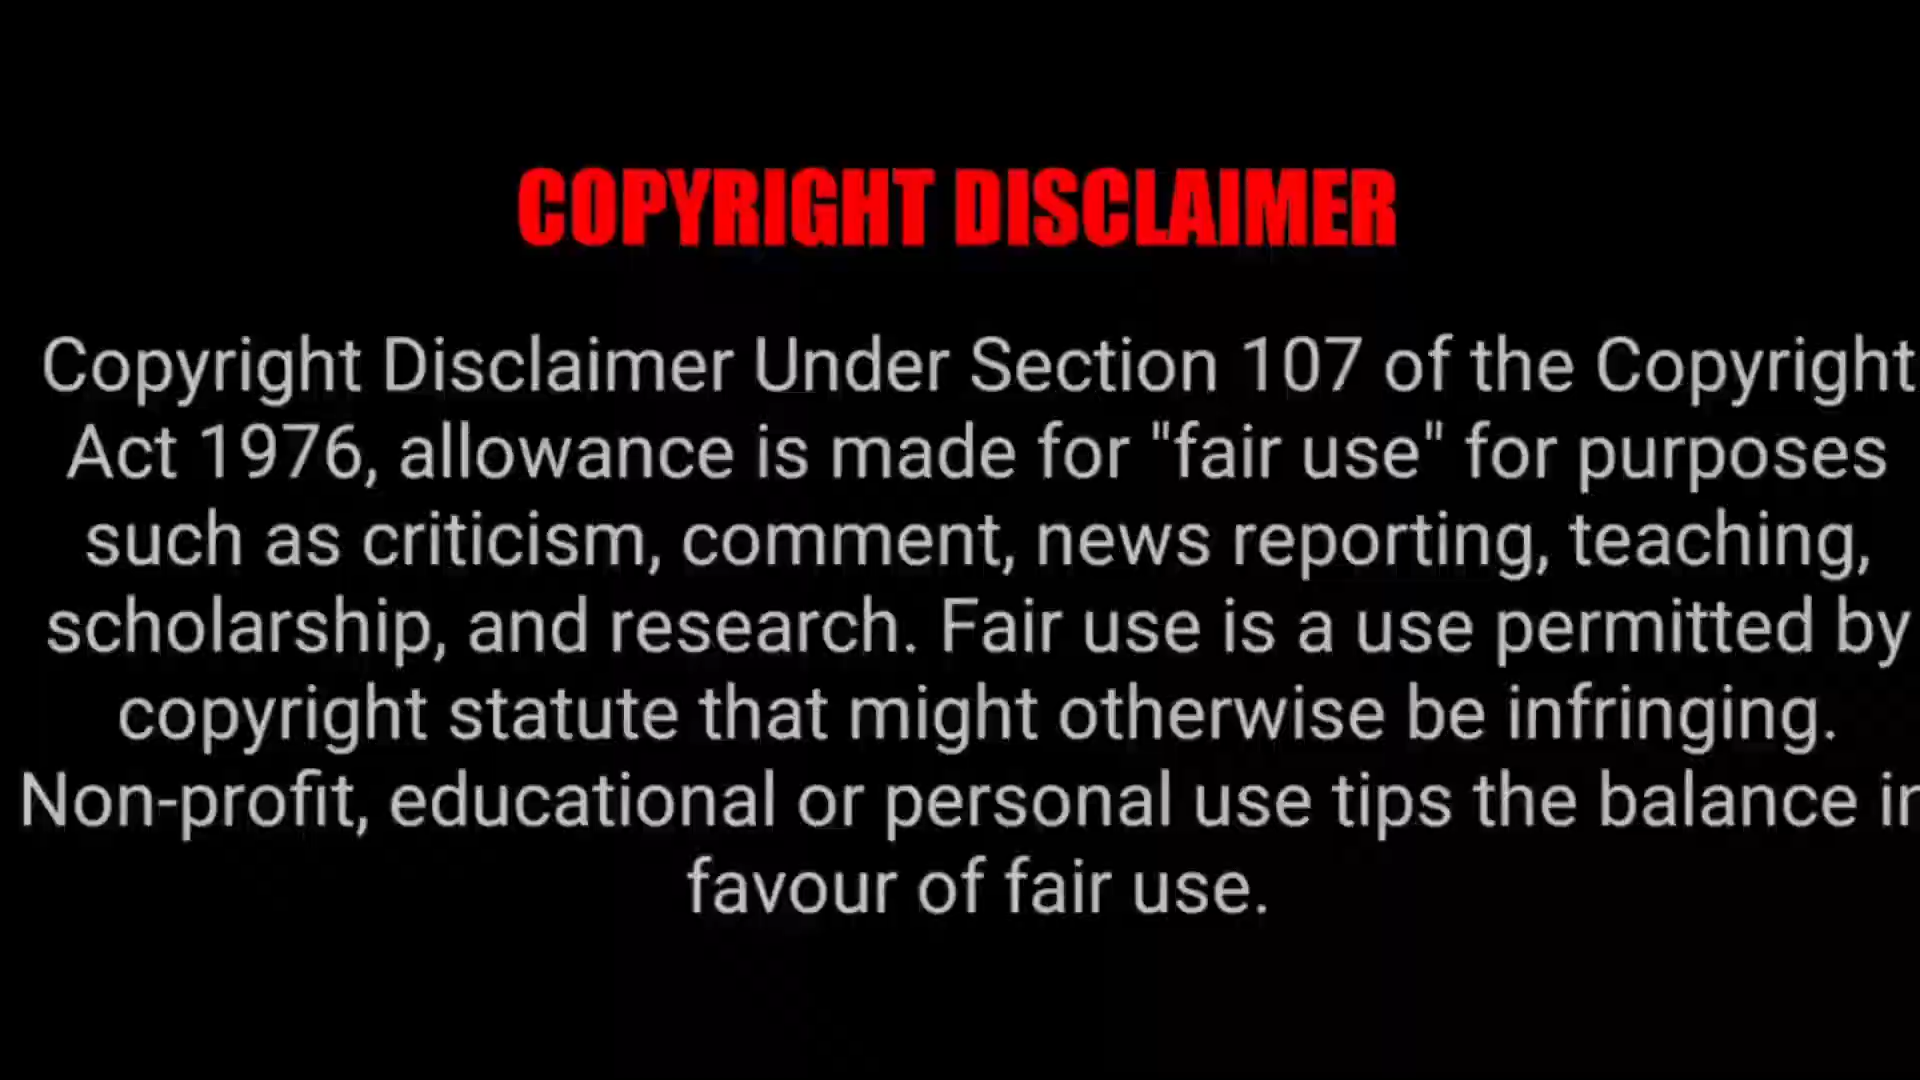 COPYRIGHT DISCLAIMER
Copyright Disclaimer Under Section 107 of the Copyright
Act 1976, allowance is made for "fair use" for purposes
such as criticism, comment, news reporting, teaching,
scholarship, and research. Fair use is a use permitted by
copyright statute that might otherwise be infringing.
Non-profit, educational or personal use tips the balance in
favour of fair use.